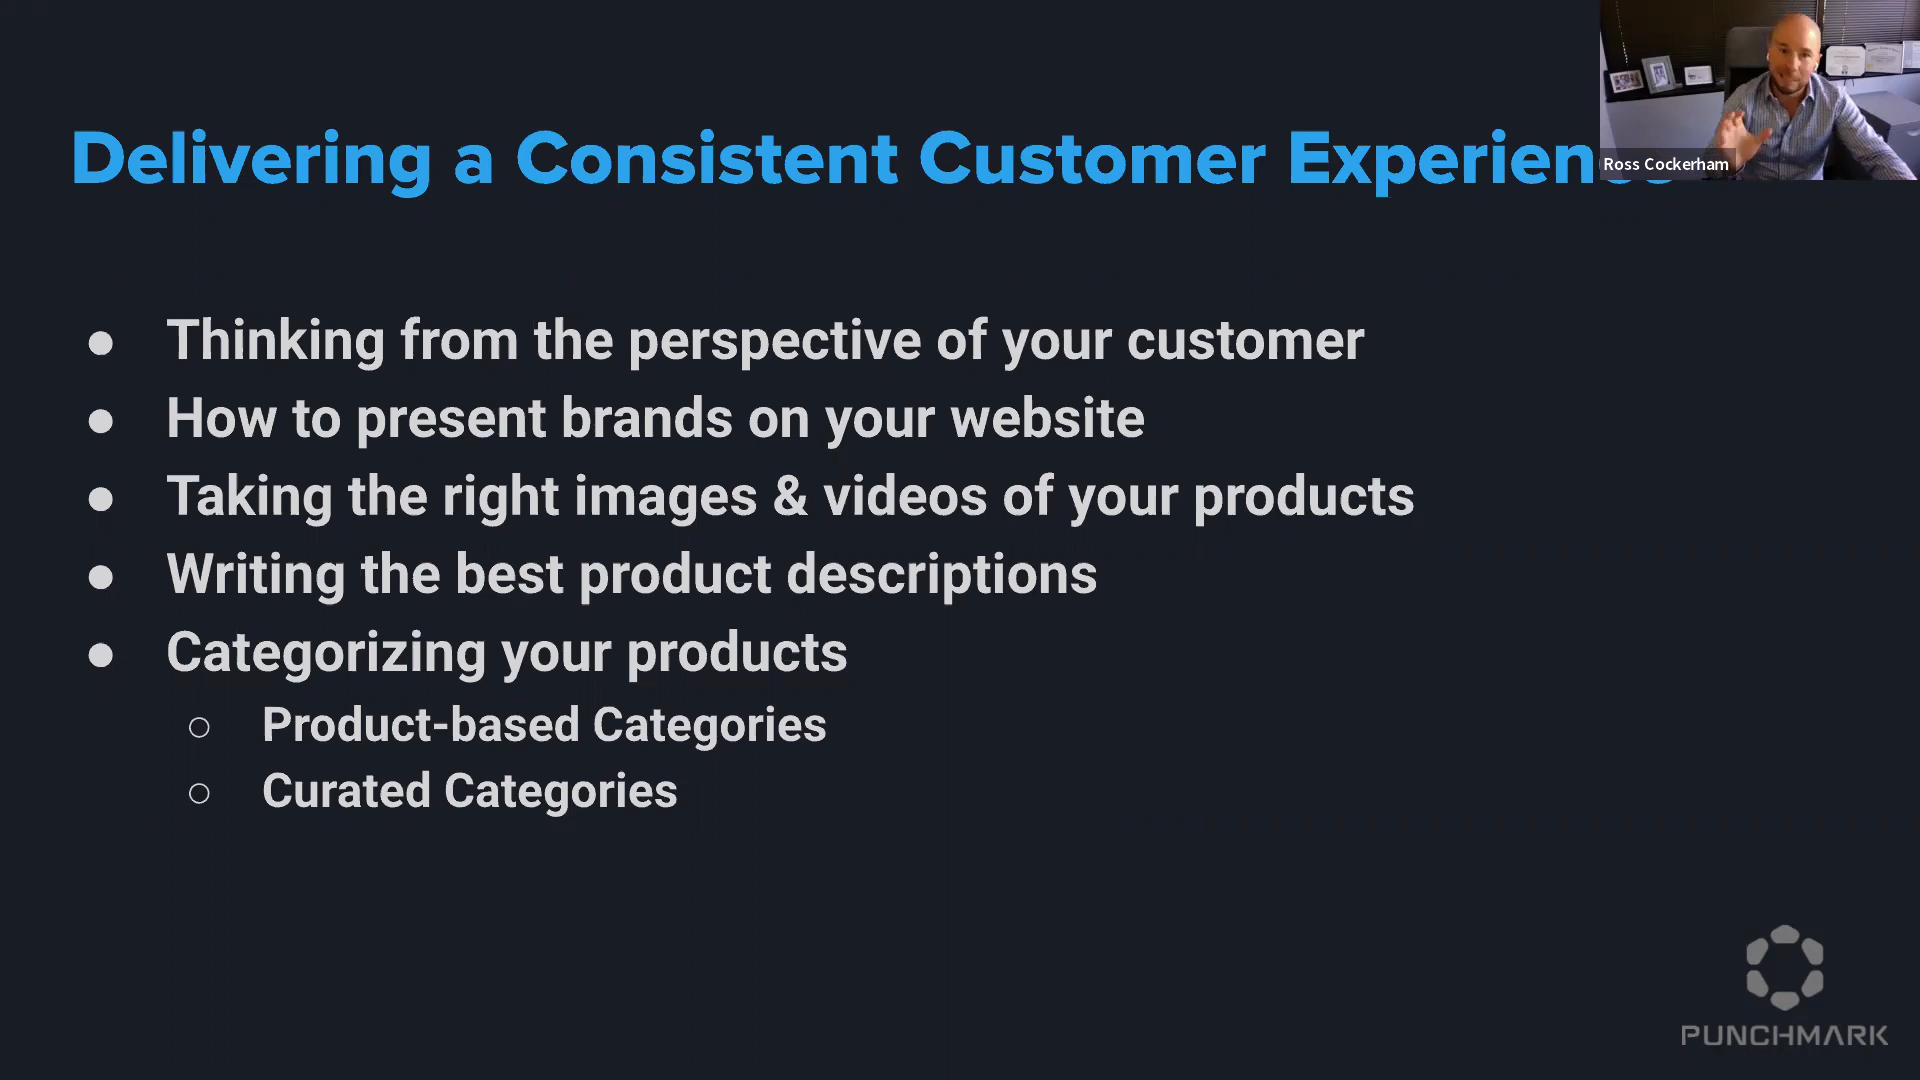 Delivering a Consistent Customer Experien
Ross Cockerham
● Thinking from the perspective of your customer
● How to present brands on your website
● Taking the right images & videos of your products
● Writing the best product descriptions
● Categorizing your products
○ Product-based Categories
○ Curated Categories
PUNCHMARK